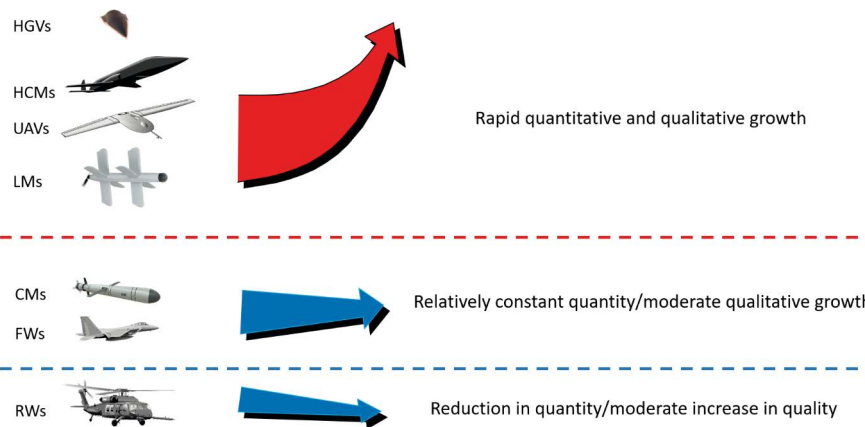 HGVs
HCMs
UAVs
LMs
Rapid quantitative and qualitative growth
CMs
FWs
Relatively constant quantity/moderate qualitative growth
RWs
Reduction in quantity/moderate increase in quality